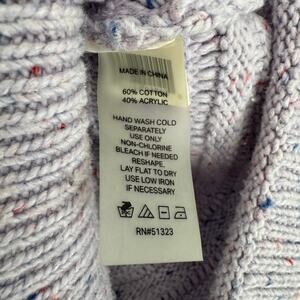 MADE IN CHINA
60% COTTON
40% ACRYLIC
HAND WASH COLD
SEPARATELY
USE ONLY
NON-CHLORINE
BLEACH IF NEEDED
RESHAPE,
LAY FLAT TO DRY
USE LOW IRON
IF NECESSARY
RN#51323